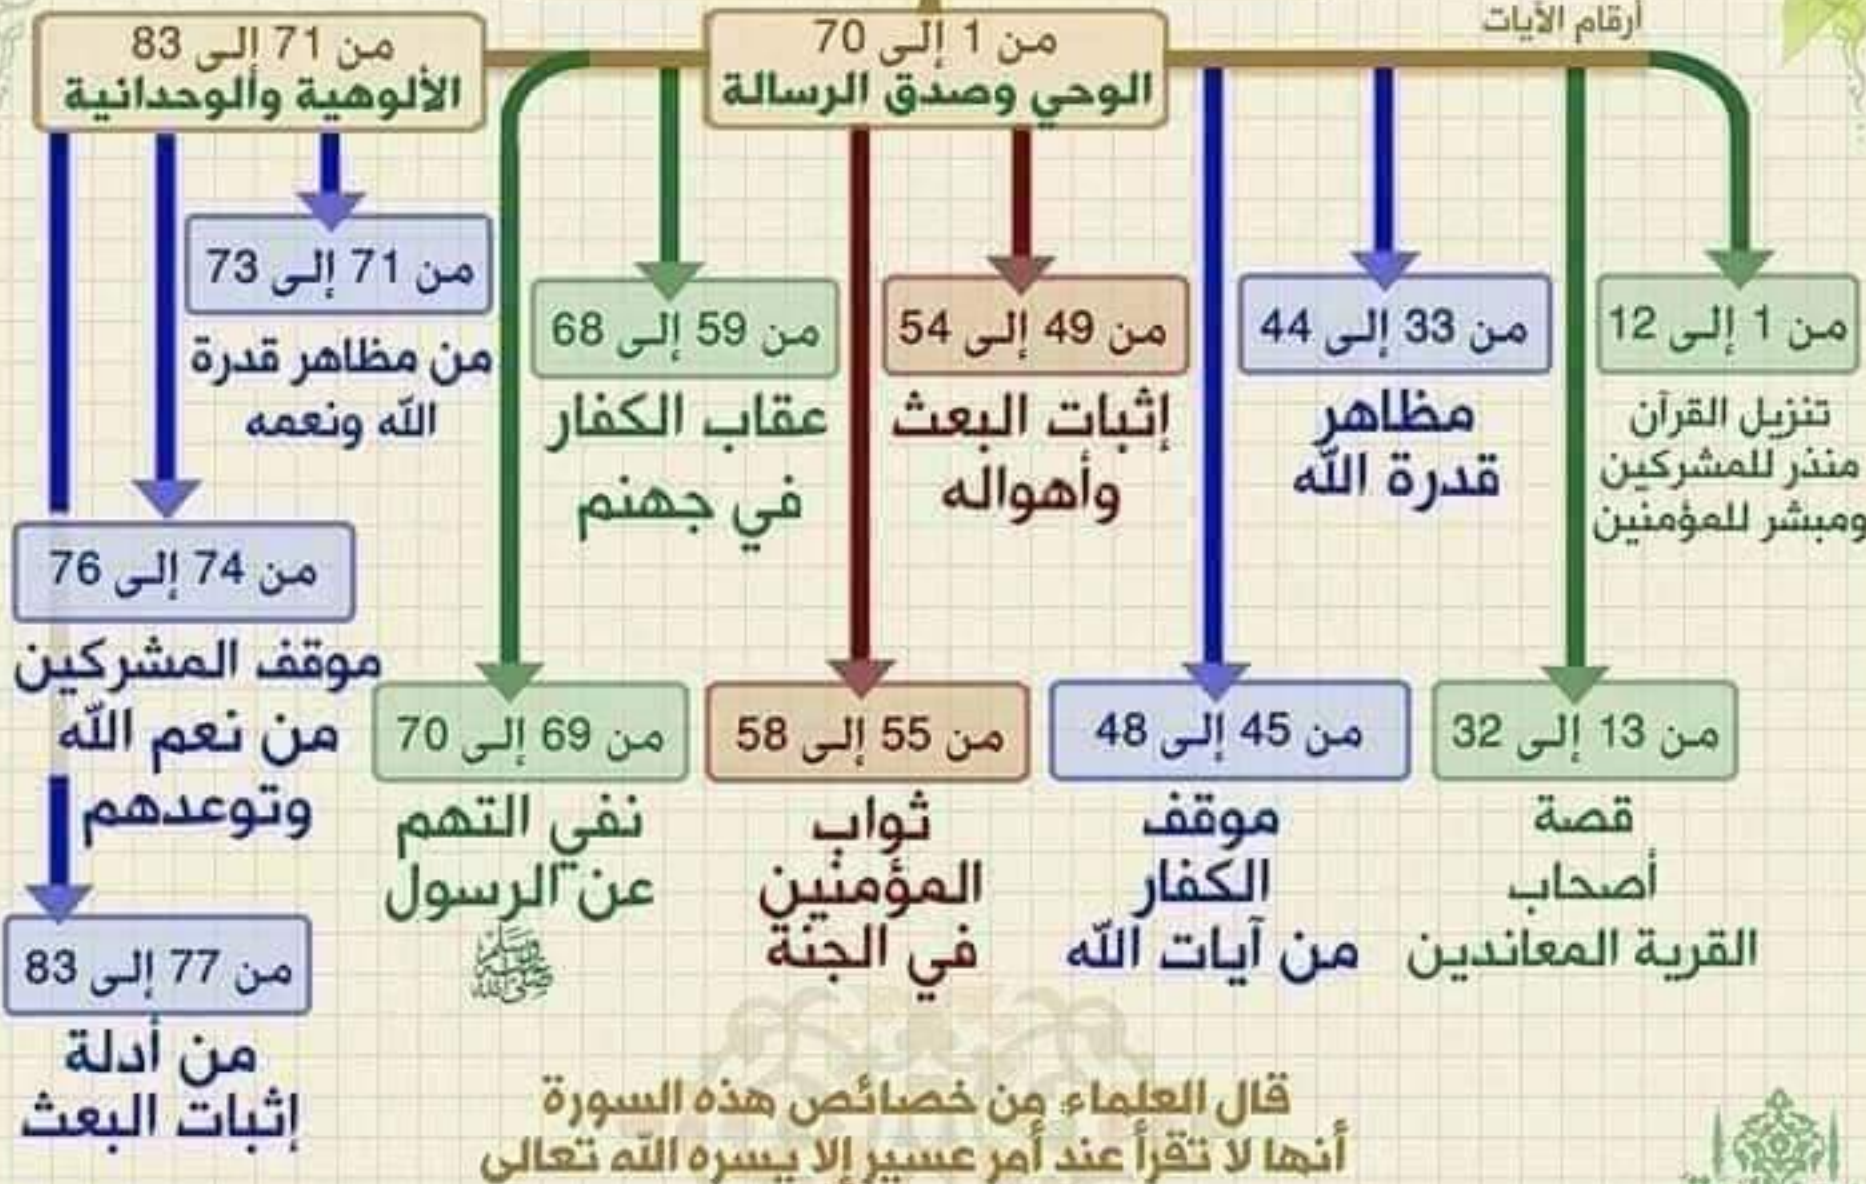 أرقام الآيات
من 1 إلى 70
الوحي وصدق الرسالة
من 71 إلى 83
الألوهية والوحدانية
من 1 إلى 12
تنزيل القرآن
منذر للمشركين
ومبشر للمؤمنين
من 13 إلى 32
قصة
أصحاب
القرية المعاندين
من 33 إلى 44
مظاهر
قدرة الله
من 45 إلى 48
موقف
الكفار
من آيات الله
من 49 إلى 54
إثبات البعث
وأهواله
من 55 إلى 58
ثواب
المؤمنين
في الجنة
من 59 إلى 68
عقاب الكفار
في جهنم
من 69 إلى 70
نفي التهم
عن الرسول
ﷺ
من 71 إلى 73
من مظاهر قدرة
الله ونعمه
من 74 إلى 76
موقف المشركين
من نعم الله
وتوعدهم
من 77 إلى 83
من أدلة
إثبات البعث
قال العلماء من خصائص هذه السورة
أنها لا تقرأ عند أمر عسير إلا يسره الله تعالى